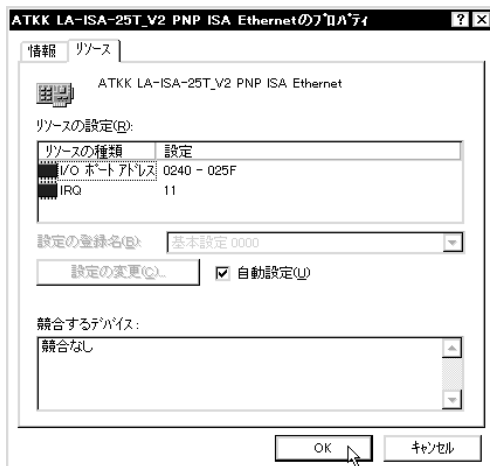 ATKK LA-ISA-25T_V2 PNP ISA Ethernetのﾌﾟﾛﾊﾟﾃｨ
情報 リソース
ATKK LA-ISA-25T_V2 PNP ISA Ethernet
リソースの設定(R):
リソースの種類 設定
I/O ポート アドレス 0240 - 025F
IRQ 11
設定の登録名(B): 基本設定 0000
設定の変更(C)... 自動設定(U)
競合するデバイス:
競合なし
OK キャンセル